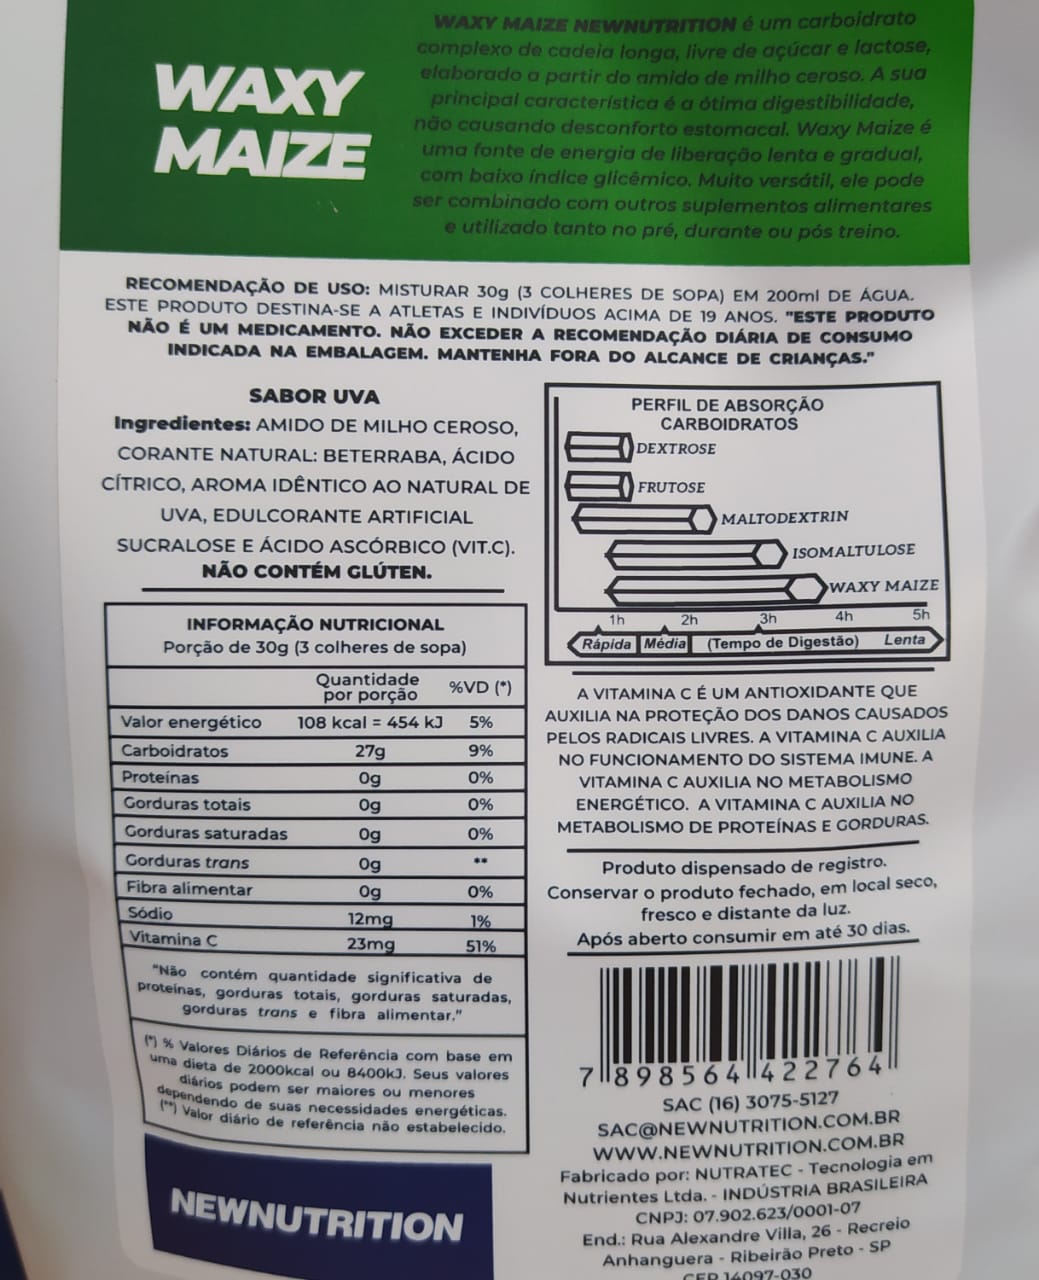 WAXY
MAIZE
WAXY MAIZE NEWNUTRITION é um carboidrato
complexo de cadeia longa, livre de açúcar e lactose,
elaborado a partir do amido de milho ceroso. A sua
principal característica é a ótima digestibilidade,
não causando desconforto estomacal. Waxy Maize é
uma fonte de energia de liberação lenta e gradual,
com baixo índice glicêmico. Muito versátil, ele pode
ser combinado com outros suplementos alimentares
e utilizado tanto no pré, durante ou pós treino.
RECOMENDAÇÃO DE USO: MISTURAR 30g (3 COLHERES DE SOPA) EM 200ml DE ÁGUA.
ESTE PRODUTO DESTINA-SE A ATLETAS E INDIVÍDUOS ACIMA DE 19 ANOS. "ESTE PRODUTO
NÃO É UM MEDICAMENTO. NÃO EXCEDER A RECOMENDAÇÃO DIÁRIA DE CONSUMO
INDICADA NA EMBALAGEM. MANTENHA FORA DO ALCANCE DE CRIANÇAS."
SABOR UVA
Ingredientes: AMIDO DE MILHO CEROSO,
CORANTE NATURAL: BETERRABA, ÁCIDO
CÍTRICO, AROMA IDÊNTICO AO NATURAL DE
UVA, EDULCORANTE ARTIFICIAL
SUCRALOSE E ÁCIDO ASCÓRBICO (VIT.C).
NÃO CONTÉM GLÚTEN.
INFORMAÇÃO NUTRICIONAL
Porção de 30g (3 colheres de sopa)
Quantidade
por porção %VD (*)
Valor energético 108 kcal = 454 kJ 5%
Carboidratos 27g 9%
Proteínas 0g 0%
Gorduras totais 0g 0%
Gorduras saturadas 0g 0%
Gorduras trans 0g **
Fibra alimentar 0g 0%
Sódio 12mg 1%
Vitamina C 23mg 51%
"Não contém quantidade significativa de
proteínas, gorduras totais, gorduras saturadas,
gorduras trans e fibra alimentar."
(*) % Valores Diários de Referência com base em
uma dieta de 2000kcal ou 8400kJ. Seus valores
diários podem ser maiores ou menores
dependendo de suas necessidades energéticas.
(**) Valor diário de referência não estabelecido.
NEWNUTRITION
PERFIL DE ABSORÇÃO
CARBOIDRATOS
DEXTROSE
FRUTOSE
MALTODEXTRIN
ISOMALTULOSE
WAXY MAIZE
1h 2h 3h 4h 5h
Rápida Média (Tempo de Digestão) Lenta
A VITAMINA C É UM ANTIOXIDANTE QUE
AUXILIA NA PROTEÇÃO DOS DANOS CAUSADOS
PELOS RADICAIS LIVRES. A VITAMINA C AUXILIA
NO FUNCIONAMENTO DO SISTEMA IMUNE. A
VITAMINA C AUXILIA NO METABOLISMO
ENERGÉTICO. A VITAMINA C AUXILIA NO
METABOLISMO DE PROTEÍNAS E GORDURAS.
Produto dispensado de registro.
Conservar o produto fechado, em local seco,
fresco e distante da luz.
Após aberto consumir em até 30 dias.
7 898564 422764
SAC (16) 3075-5127
SAC@NEWNUTRITION.COM.BR
WWW.NEWNUTRITION.COM.BR
Fabricado por: NUTRATEC - Tecnologia em
Nutrientes Ltda. - INDÚSTRIA BRASILEIRA
CNPJ: 07.902.623/0001-07
End.: Rua Alexandre Villa, 26 - Recreio
Anhanguera - Ribeirão Preto - SP
CEP 14097-030